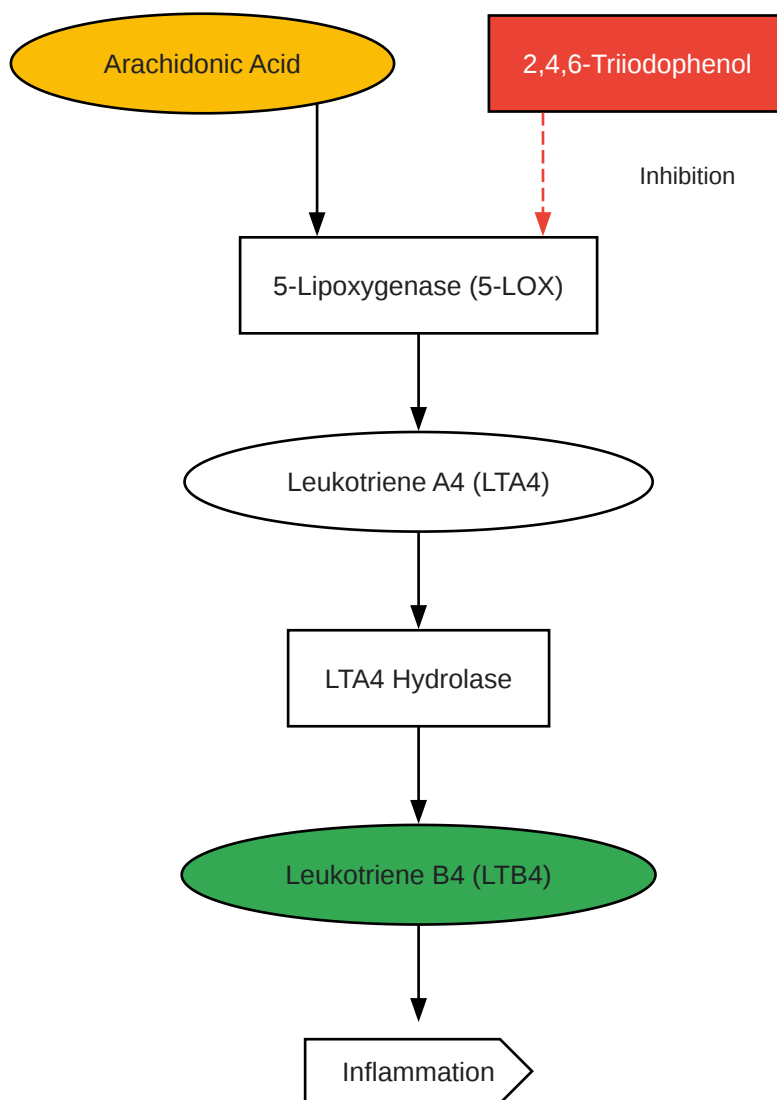 Arachidonic Acid
2,4,6-Triiodophenol
Inhibition
5-Lipoxygenase (5-LOX)
Leukotriene A4 (LTA4)
LTA4 Hydrolase
Leukotriene B4 (LTB4)
Inflammation